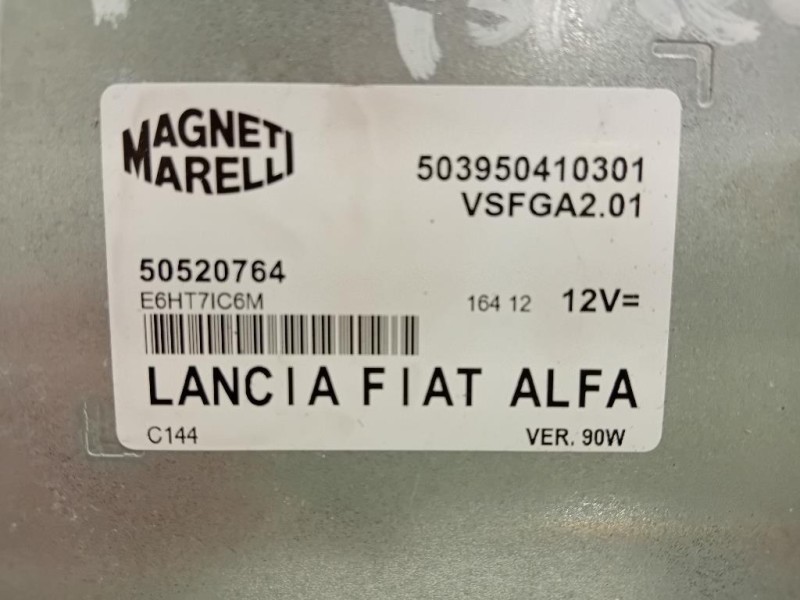 MAGNETI
MARELLI
503950410301
VSFGA2.01
50520764
E6HT7IC6M
164 12 12V=
LANCIA FIAT ALFA
C144
VER. 90W